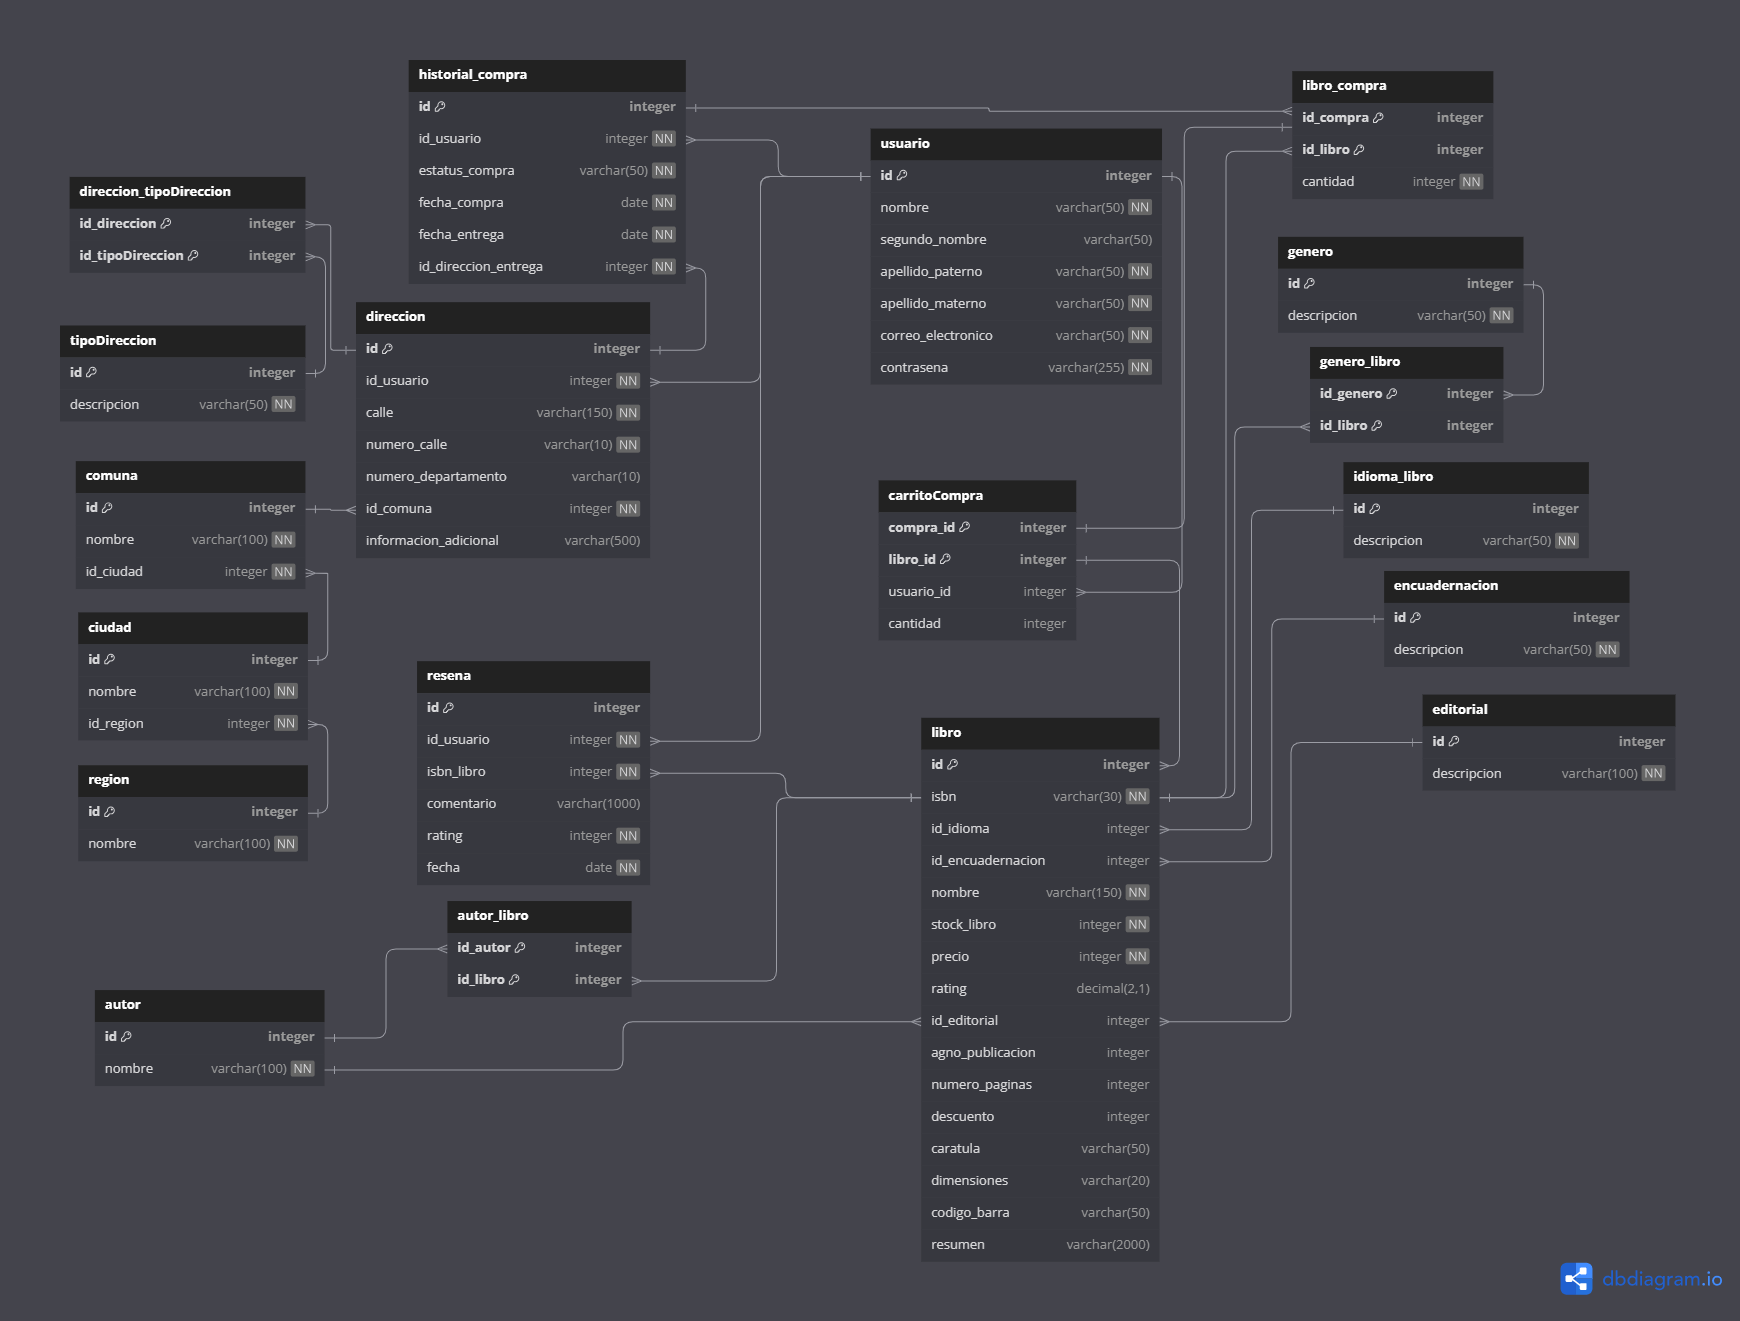 historial_compra
id integer
id_usuario integer NN
estatus_compra varchar(50) NN
fecha_compra date NN
fecha_entrega date NN
id_direccion_entrega integer NN
libro_compra
id_compra integer
id_libro integer
cantidad integer NN
usuario
id integer
nombre varchar(50) NN
segundo_nombre varchar(50)
apellido_paterno varchar(50) NN
apellido_materno varchar(50) NN
correo_electronico varchar(50) NN
contrasena varchar(255) NN
direccion_tipoDireccion
id_direccion integer
id_tipoDireccion integer
genero
id integer
descripcion varchar(50) NN
direccion
id integer
id_usuario integer NN
calle varchar(150) NN
numero_calle varchar(10) NN
numero_departamento varchar(10)
id_comuna integer NN
informacion_adicional varchar(500)
tipoDireccion
id integer
descripcion varchar(50) NN
genero_libro
id_genero integer
id_libro integer
comuna
id integer
nombre varchar(100) NN
id_ciudad integer NN
idioma_libro
id integer
descripcion varchar(50) NN
carritoCompra
compra_id integer
libro_id integer
usuario_id integer
cantidad integer
encuadernacion
id integer
descripcion varchar(50) NN
ciudad
id integer
nombre varchar(100) NN
id_region integer NN
resena
id integer
id_usuario integer NN
isbn_libro integer NN
comentario varchar(1000)
rating integer NN
fecha date NN
editorial
id integer
descripcion varchar(100) NN
libro
id integer
isbn varchar(30) NN
id_idioma integer
id_encuadernacion integer
nombre varchar(150) NN
stock_libro integer NN
precio integer NN
rating decimal(2,1)
id_editorial integer
agno_publicacion integer
numero_paginas integer
descuento integer
caratula varchar(50)
dimensiones varchar(20)
codigo_barra varchar(50)
resumen varchar(2000)
region
id integer
nombre varchar(100) NN
autor_libro
id_autor integer
id_libro integer
autor
id integer
nombre varchar(100) NN
dbdiagram.io